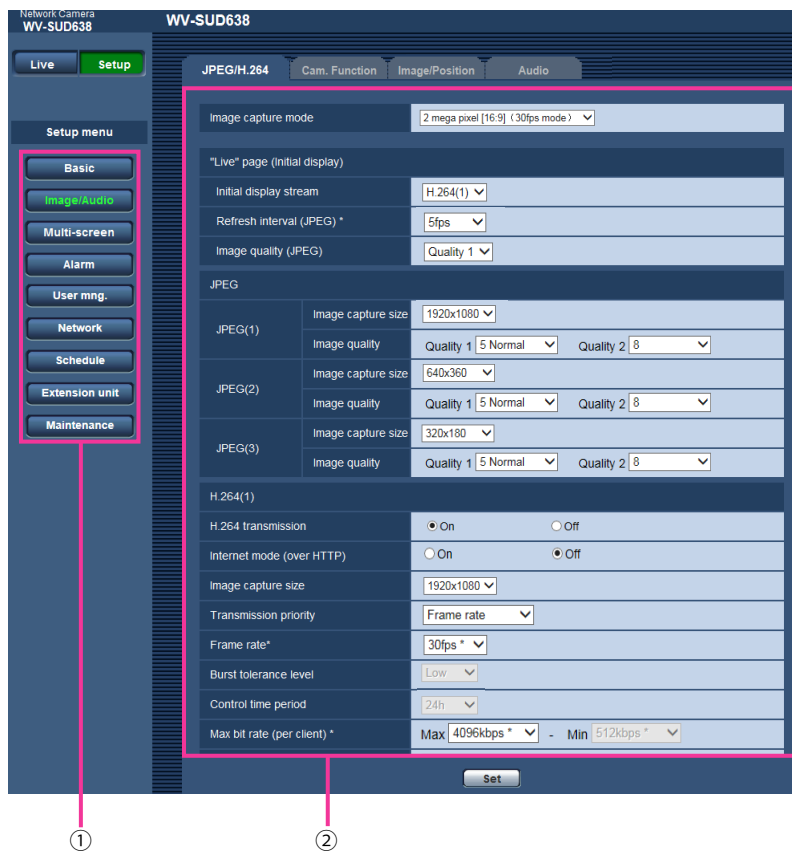 Network Camera
WV-SUD638
WV-SUD638
Live Setup
JPEG/H.264 Cam. Function Image/Position Audio
Setup menu
Basic
Image/Audio
Multi-screen
Alarm
User mng.
Network
Schedule
Extension unit
Maintenance
Image capture mode 2 mega pixel [16:9] (30fps mode)
"Live" page (Initial display)
Initial display stream H.264(1)
Refresh interval (JPEG) * 5fps
Image quality (JPEG) Quality 1
JPEG
JPEG(1)
Image capture size 1920x1080
Image quality Quality 1 5 Normal Quality 2 8
JPEG(2)
Image capture size 640x360
Image quality Quality 1 5 Normal Quality 2 8
JPEG(3)
Image capture size 320x180
Image quality Quality 1 5 Normal Quality 2 8
H.264(1)
H.264 transmission On Off
Internet mode (over HTTP) On Off
Image capture size 1920x1080
Transmission priority Frame rate
Frame rate* 30fps *
Burst tolerance level Low
Control time period 24h
Max bit rate (per client) * Max 4096kbps * - Min 512kbps *
Set
① ②